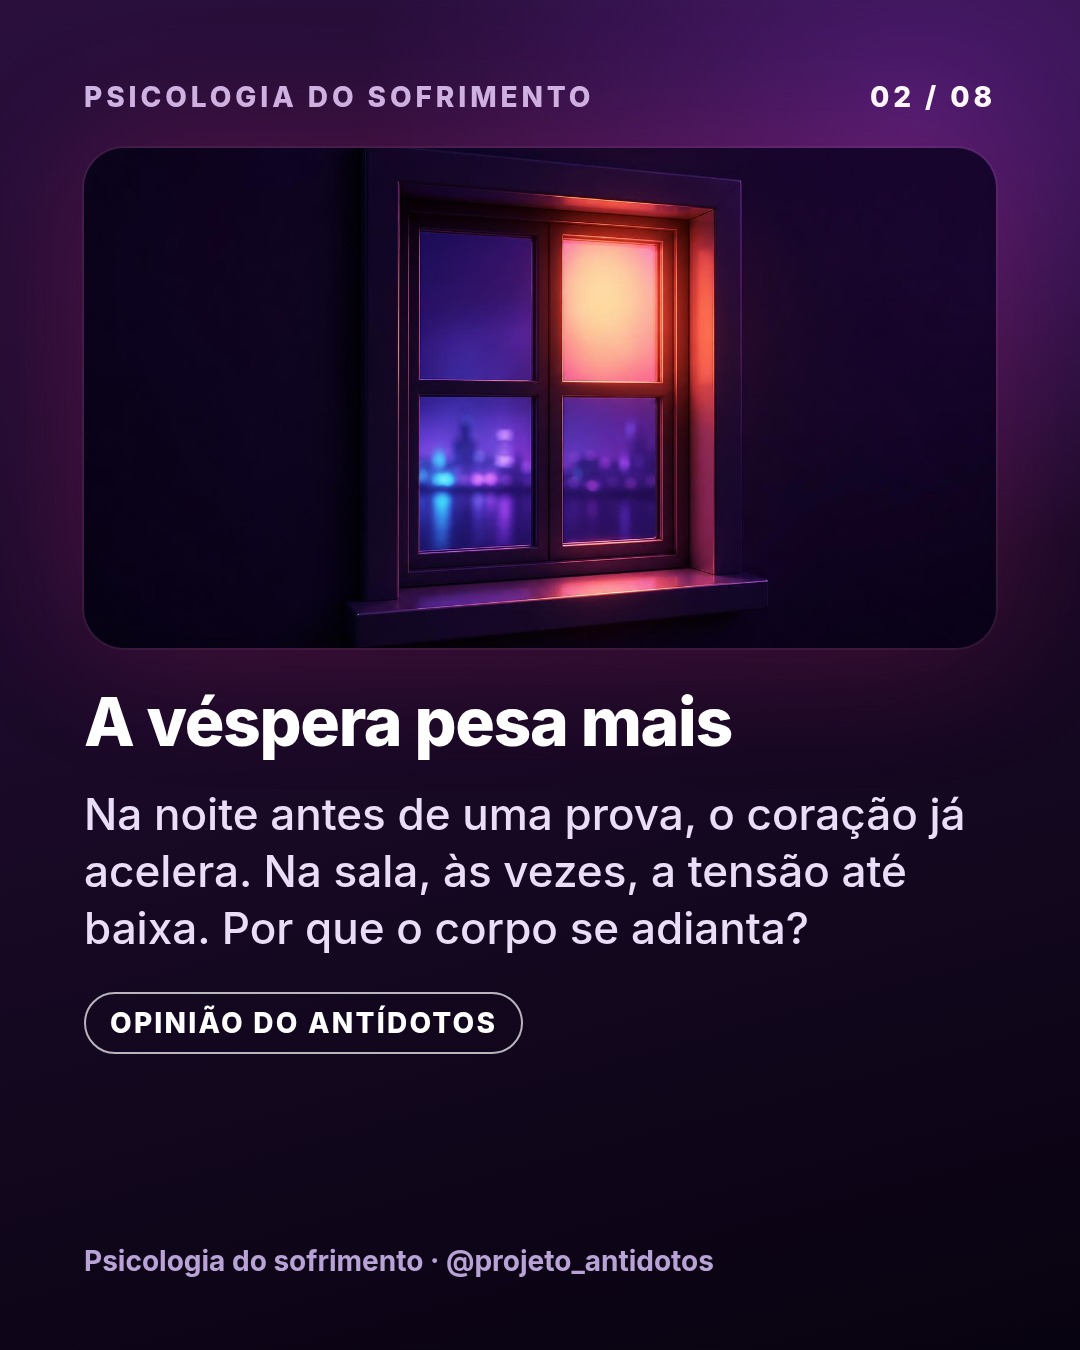 PSICOLOGIA DO SOFRIMENTO
02 / 08
A véspera pesa mais
Na noite antes de uma prova, o coração já
acelera. Na sala, às vezes, a tensão até
baixa. Por que o corpo se adianta?
OPINIÃO DO ANTÍDOTOS
Psicologia do sofrimento · @projeto_antidotos